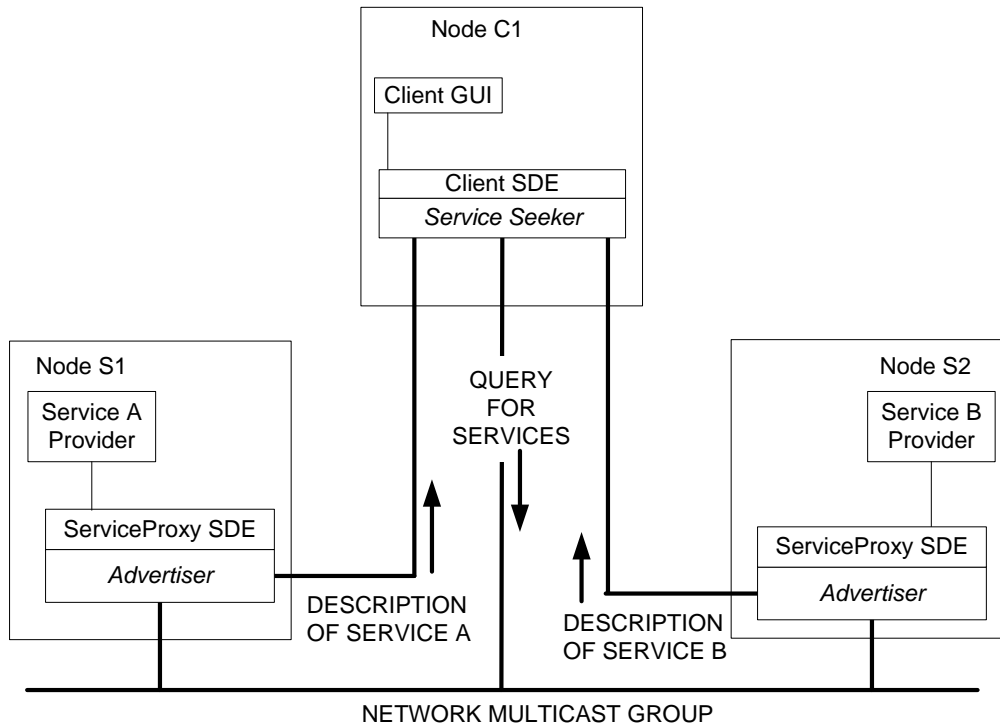 Node C1
Client GUI
Client SDE
Service Seeker
Node S1
Service A
Provider
ServiceProxy SDE
Advertiser
QUERY
FOR
SERVICES
Node S2
Service B
Provider
ServiceProxy SDE
Advertiser
DESCRIPTION
OF SERVICE A
DESCRIPTION
OF SERVICE B
NETWORK MULTICAST GROUP